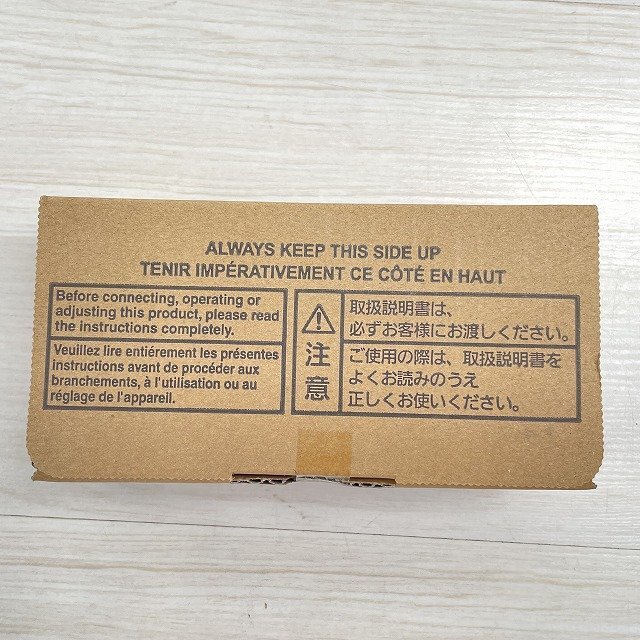 ALWAYS KEEP THIS SIDE UP
TENIR IMPÉRATIVEMENT CE CÔTÉ EN HAUT
Before connecting, operating or
adjusting this product, please read
the instructions completely.
Veuillez lire entiérement les présentes
instructions avant de procéder aux
branchements, à l'utilisation ou au
réglage de l'appareil.
注意
取扱説明書は、
必ずお客様にお渡しください。
ご使用の際は、取扱説明書を
よくお読みのうえ
正しくお使いください。